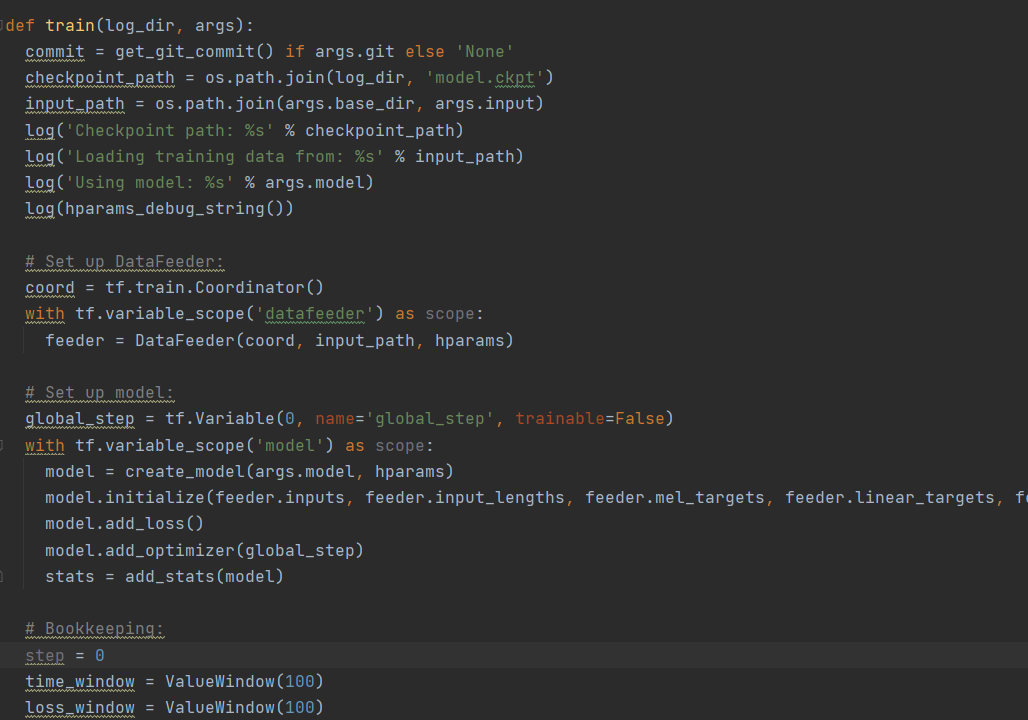 def train(log_dir, args):
  commit = get_git_commit() if args.git else 'None'
  checkpoint_path = os.path.join(log_dir, 'model.ckpt')
  input_path = os.path.join(args.base_dir, args.input)
  log('Checkpoint path: %s' % checkpoint_path)
  log('Loading training data from: %s' % input_path)
  log('Using model: %s' % args.model)
  log(hparams_debug_string())

  # Set up DataFeeder:
  coord = tf.train.Coordinator()
  with tf.variable_scope('datafeeder') as scope:
    feeder = DataFeeder(coord, input_path, hparams)

  # Set up model:
  global_step = tf.Variable(0, name='global_step', trainable=False)
  with tf.variable_scope('model') as scope:
    model = create_model(args.model, hparams)
    model.initialize(feeder.inputs, feeder.input_lengths, feeder.mel_targets, feeder.linear_targets,
    model.add_loss()
    model.add_optimizer(global_step)
    stats = add_stats(model)

  # Bookkeeping:
  step = 0
  time_window = ValueWindow(100)
  loss_window = ValueWindow(100)